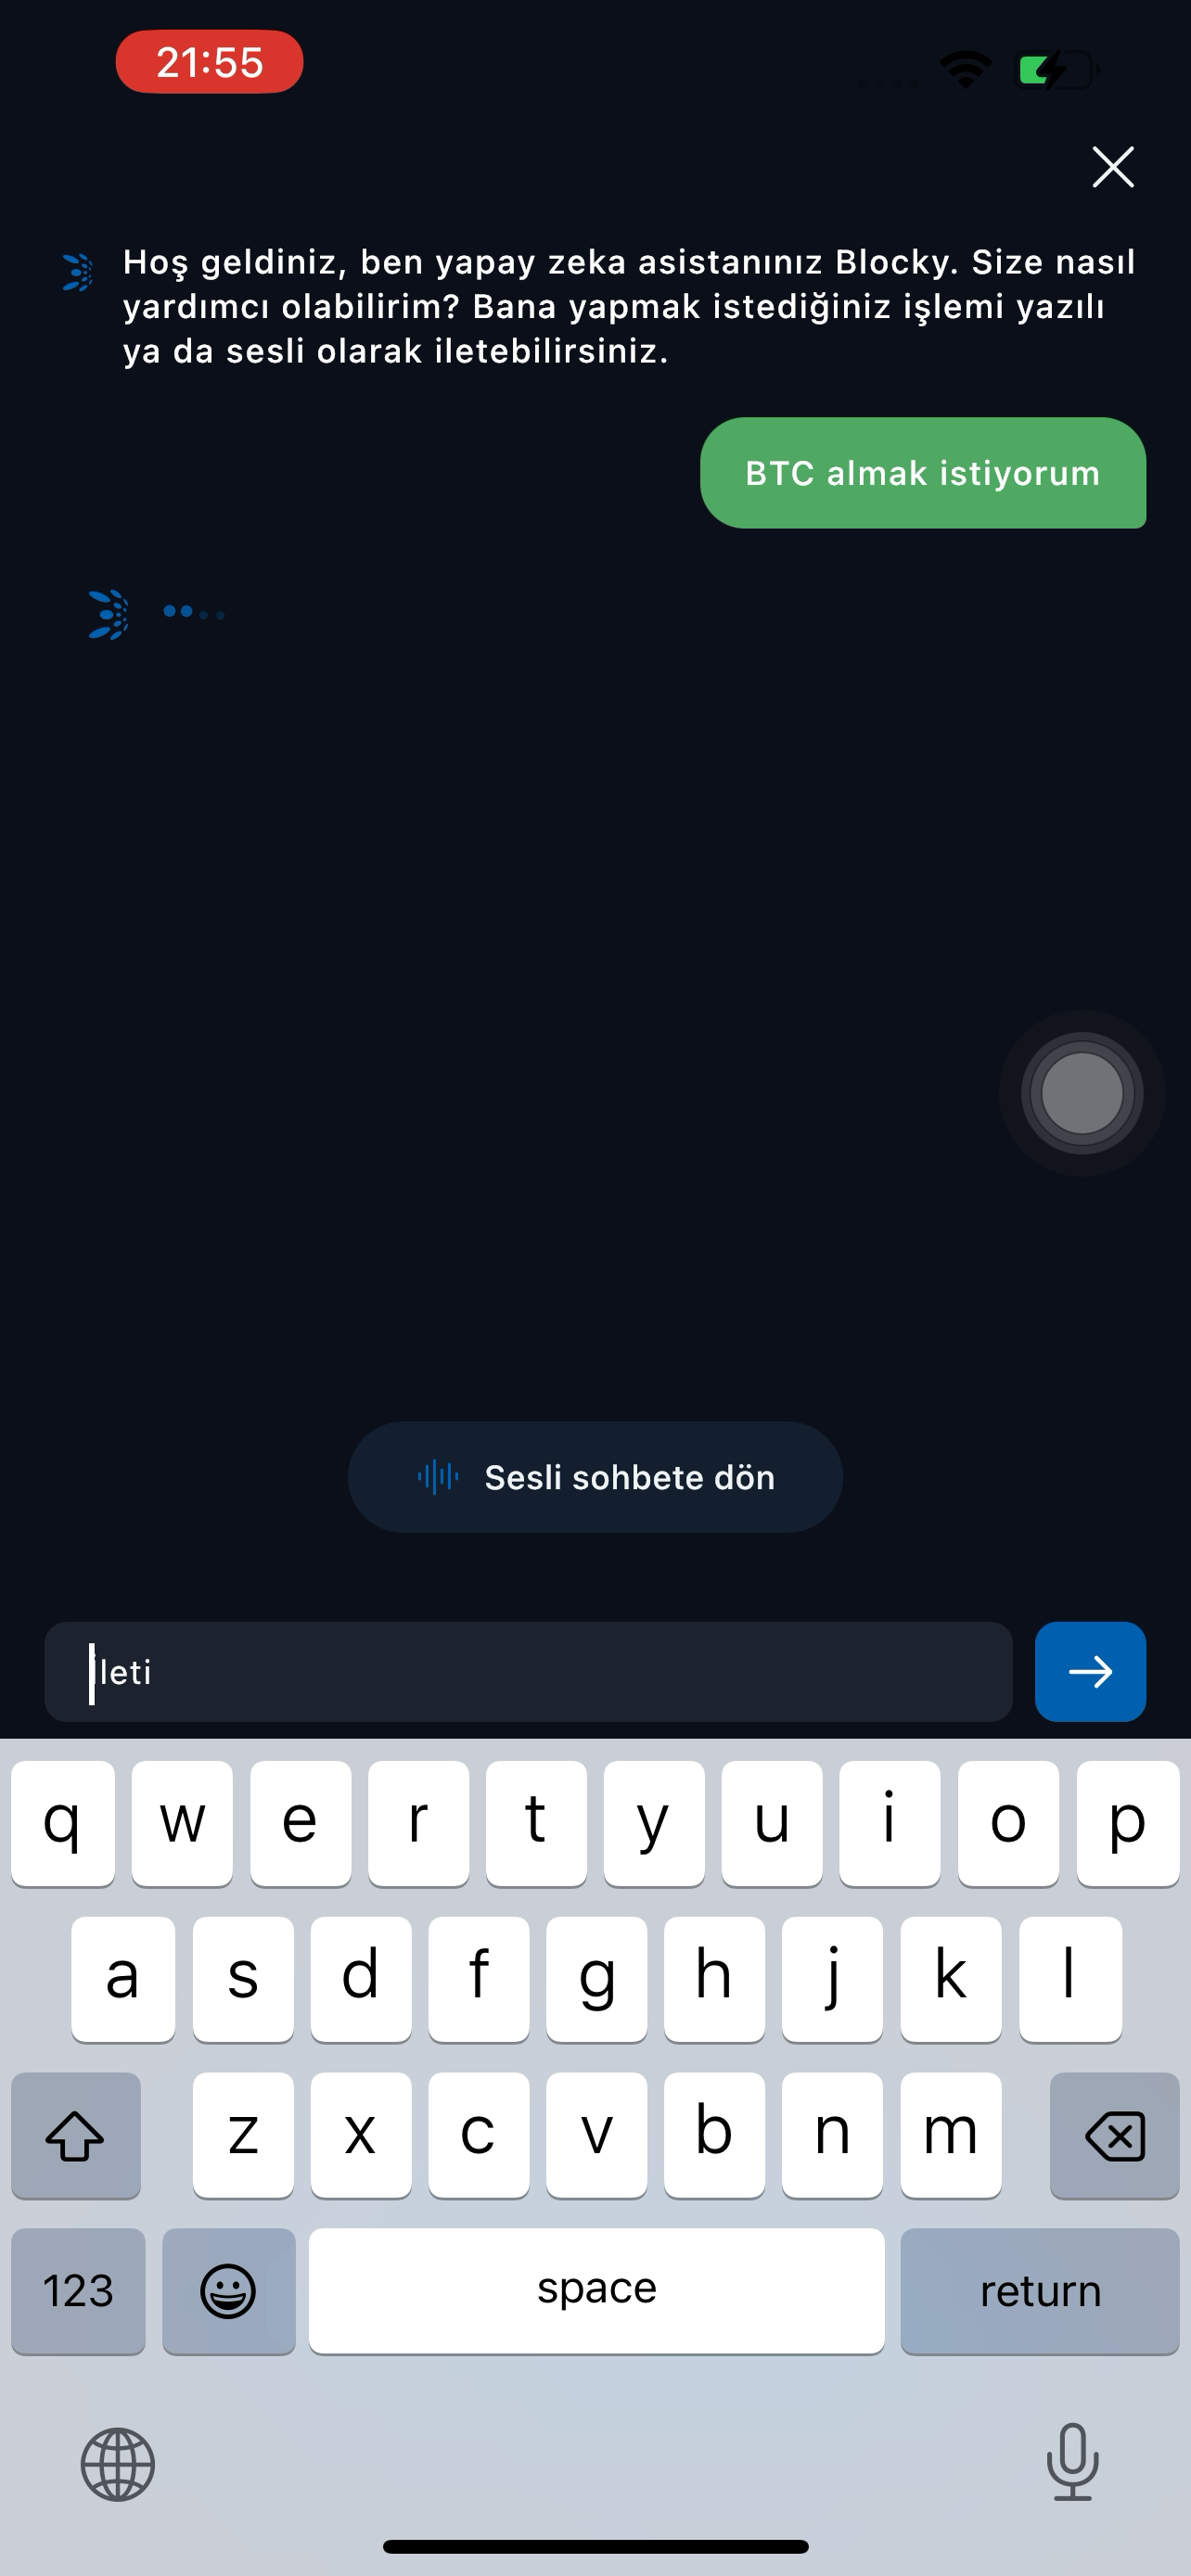 21:55
Hoş geldiniz, ben yapay zeka asistanınız Blocky. Size nasıl
yardımcı olabilirim? Bana yapmak istediğiniz işlemi yazılı
ya da sesli olarak iletebilirsiniz.
BTC almak istiyorum
Sesli sohbete dön
İleti
q w e r t y u i o p
a s d f g h j k l
z x c v b n m
123 space return